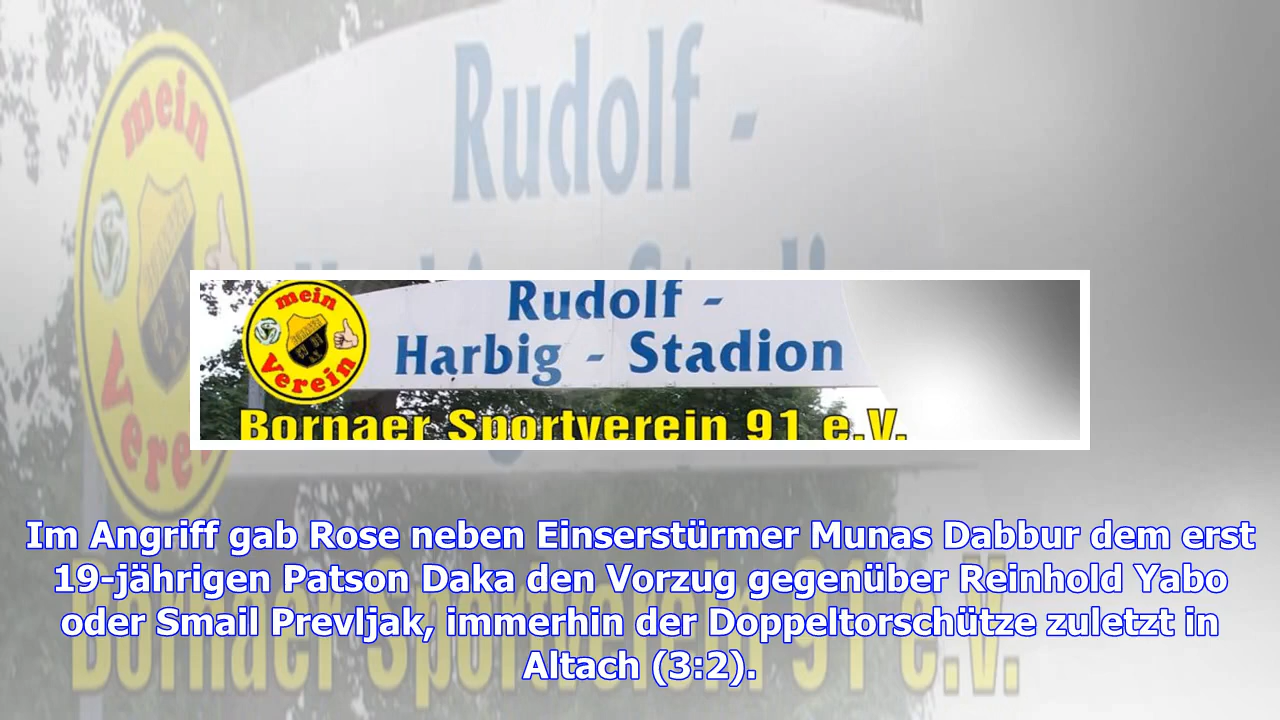 mein
Rudolf -
Harbig - Stadion
Verein
Bornaer Sportverein 91 e.V.
Im Angriff gab Rose neben Einserstürmer Munas Dabbur dem erst
19-jährigen Patson Daka den Vorzug gegenüber Reinhold Yabo
oder Smail Prevljak, immerhin der Doppeltorschütze zuletzt in
Altach (3:2).